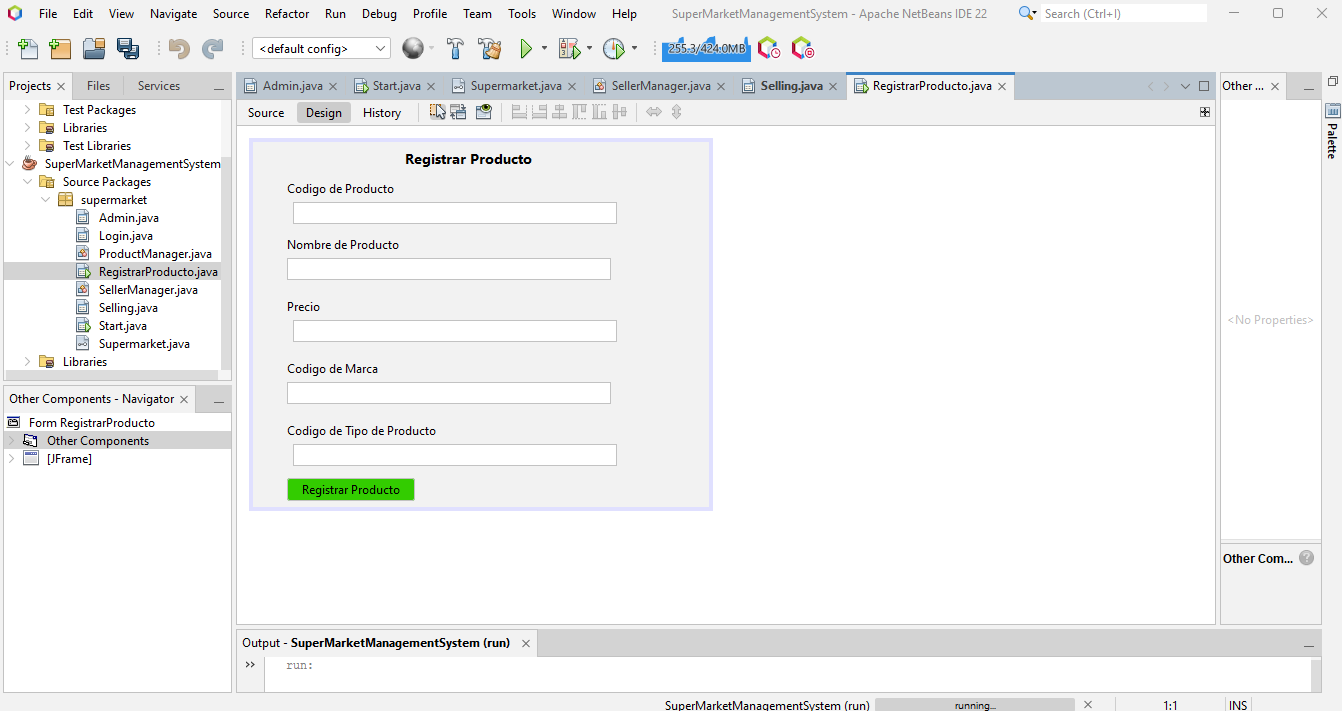 File Edit View Navigate Source Refactor Run Debug Profile Team Tools Window Help SuperMarketManagementSystem - Apache NetBeans IDE 22 Search (Ctrl+I)
<default config> 255.3/424.0MB
Projects Files Services
Admin.java Start.java Supermarket.java SellerManager.java Selling.java RegistrarProducto.java
Other ...
Source Design History
Palette
Test Packages
Libraries
Test Libraries
SuperMarketManagementSystem
Source Packages
supermarket
Admin.java
Login.java
ProductManager.java
RegistrarProducto.java
SellerManager.java
Selling.java
Start.java
Supermarket.java
Libraries
Other Components - Navigator
Form RegistrarProducto
Other Components
[JFrame]
Registrar Producto
Codigo de Producto
Nombre de Producto
Precio
Codigo de Marca
Codigo de Tipo de Producto
Registrar Producto
<No Properties>
Other Com...
Output - SuperMarketManagementSystem (run)
run:
SuperMarketManagementSystem (run) running... 1:1 INS